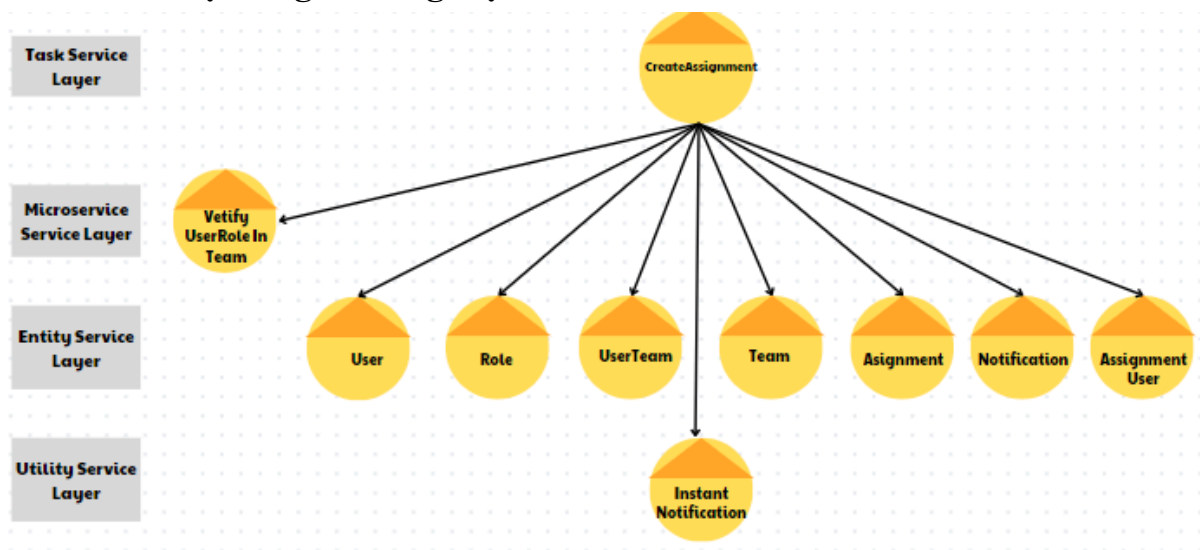 Task Service
Layer
CreateAssignment
Microservice
Service Layer
Vetify
UserRole In
Team
Entity Service
Layer
User
Role
UserTeam
Team
Asignment
Notification
Assignment
User
Utility Service
Layer
Instant
Notification